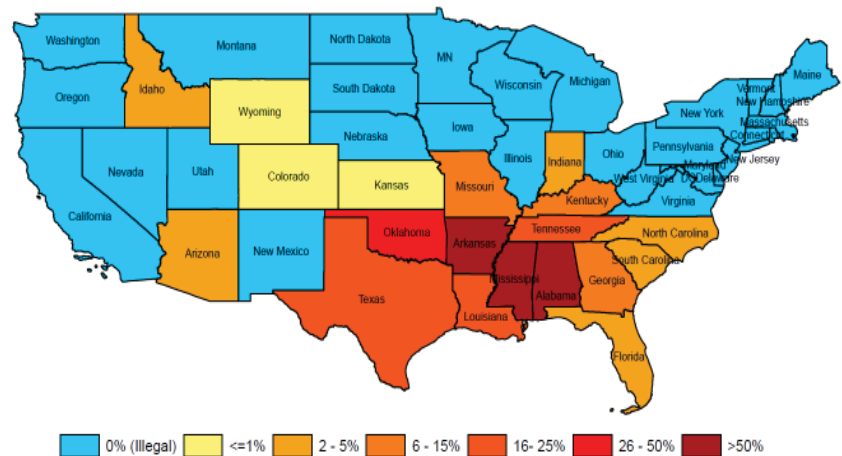 Washington
Montana
North Dakota
MN
Maine
Oregon
Idaho
South Dakota
Wisconsin
Michigan
Vermont
New Hampshire
Wyoming
New York
Massachusetts
Connecticut
Nebraska
Iowa
Nevada
Utah
Colorado
Kansas
Illinois
Indiana
Ohio
Pennsylvania
New Jersey
Maryland
Delaware
DC
West Virginia
Virginia
California
Missouri
Kentucky
Arizona
New Mexico
Oklahoma
Arkansas
Tennessee
North Carolina
South Carolina
Texas
Louisiana
Mississippi
Alabama
Georgia
Florida
0% (Illegal) <=1% 2 - 5% 6 - 15% 16- 25% 26 - 50% >50%